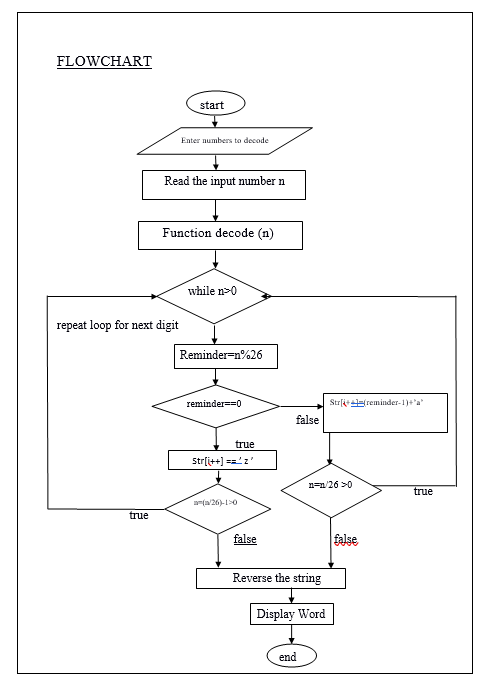 FLOWCHART
start
Enter numbers to decode
Read the input number n
Function decode (n)
while n>0
repeat loop for next digit
Reminder=n%26
reminder==0
Str[i++]=(reminder-1)+"a"
false
true
Str[i++] ==' z '
n=(n/26)-1>0
n=n/26 >0
true
true
false
false
Reverse the string
Display Word
end